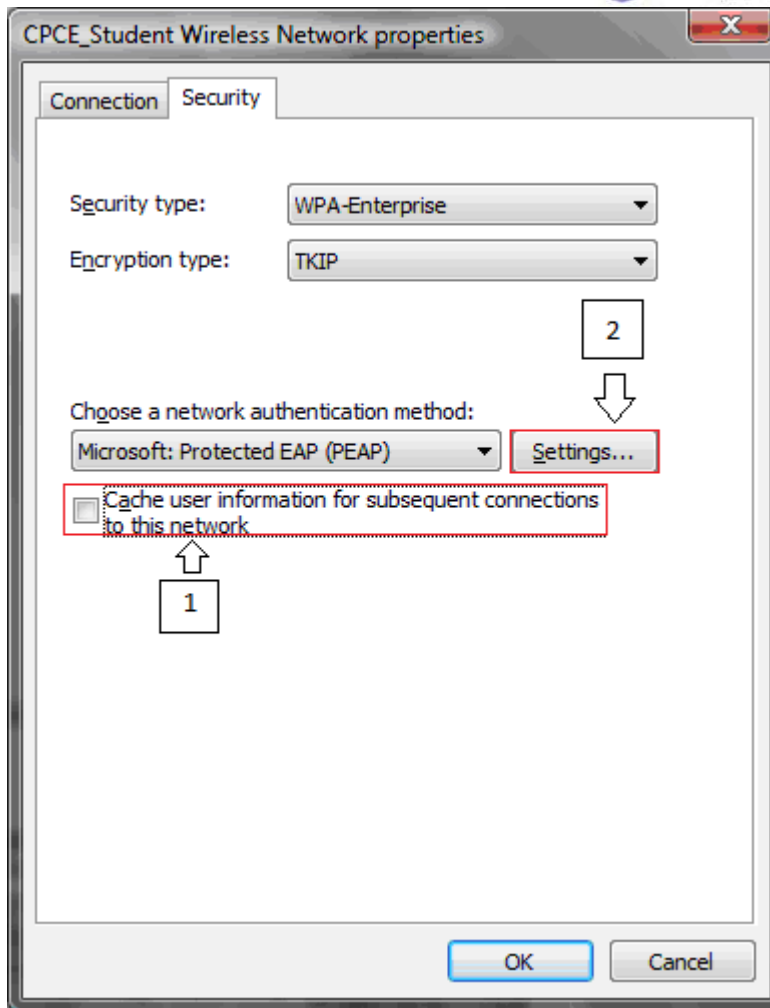 CPCE_Student Wireless Network properties
X
Connection Security
Security type: WPA-Enterprise
Encryption type: TKIP
2
Choose a network authentication method:
Microsoft: Protected EAP (PEAP) Settings...
Cache user information for subsequent connections
to this network
1
OK Cancel